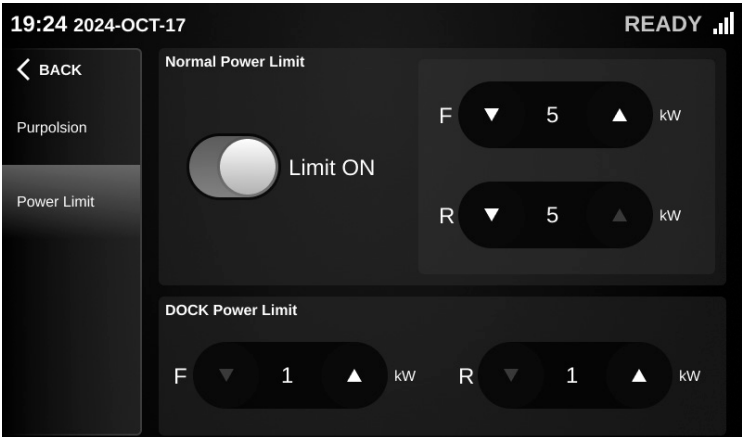 19:24 2024-OCT-17 READY
BACK
Purpolsion
Power Limit
Normal Power Limit
Limit ON
F 5 kW
R 5 kW
DOCK Power Limit
F 1 kW R 1 kW